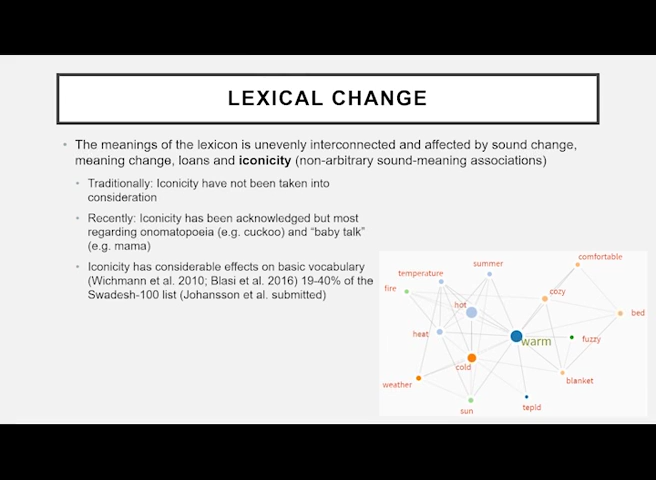 LEXICAL CHANGE
• The meanings of the lexicon is unevenly interconnected and affected by sound change,
meaning change, loans and iconicity (non-arbitrary sound-meaning associations)
• Traditionally: Iconicity have not been taken into
consideration
• Recently: Iconicity has been acknowledged but most
regarding onomatopoeia (e.g. cuckoo) and “baby talk”
(e.g. mama)
• Iconicity has considerable effects on basic vocabulary
(Wichmann et al. 2010; Blasi et al. 2016) 19-40% of the
Swadesh-100 list (Johansson et al. submitted)
comfortable
summer
temperature
fire
cozy
hot
bed
heat
warm
fuzzy
cold
weather
blanket
sun
tepid